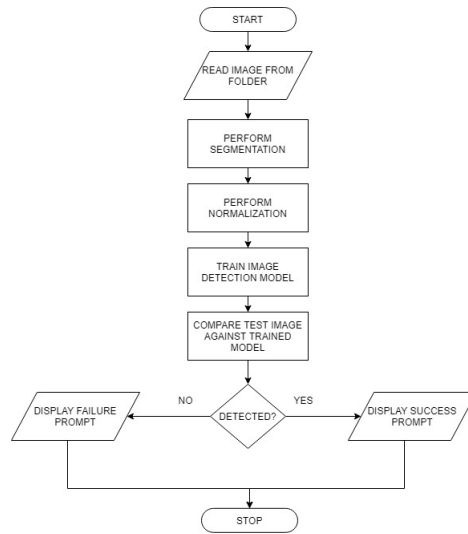 START
READ IMAGE FROM
FOLDER
PERFORM
SEGMENTATION
PERFORM
NORMALIZATION
TRAIN IMAGE
DETECTION MODEL
COMPARE TEST IMAGE
AGAINST TRAINED
MODEL
NO
YES
DISPLAY FAILURE
PROMPT
DETECTED?
DISPLAY SUCCESS
PROMPT
STOP